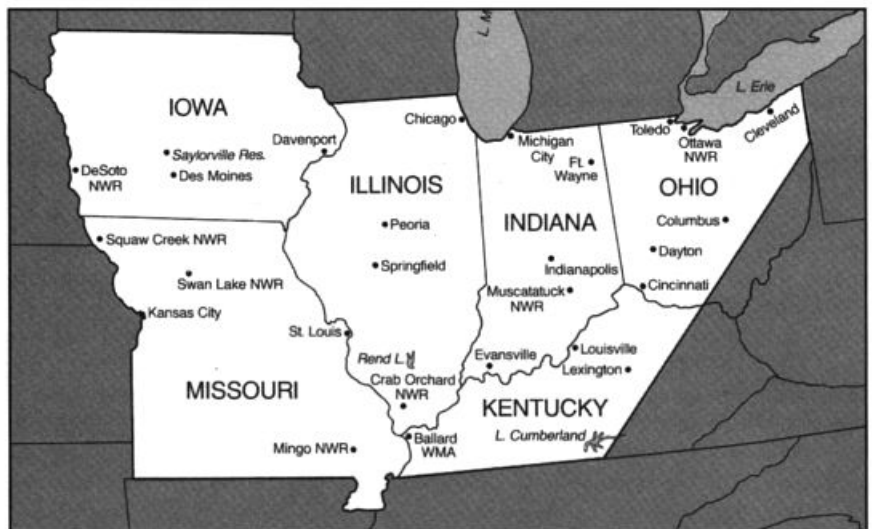 L. M
L. Erie
IOWA
Chicago
Toledo
Cleveland
Davenport
Michigan
City
Ottawa
NWR
Saylorville Res.
Ft.
Wayne
DeSoto
NWR
Des Moines
ILLINOIS
OHIO
Peoria
INDIANA
Columbus
Squaw Creek NWR
Dayton
Springfield
Indianapolis
Swan Lake NWR
Cincinnati
Muscatatuck
NWR
Kansas City
St. Louis
Rend L.
Evansville
Louisville
Lexington
MISSOURI
Crab Orchard
NWR
KENTUCKY
Ballard
WMA
L. Cumberland
Mingo NWR